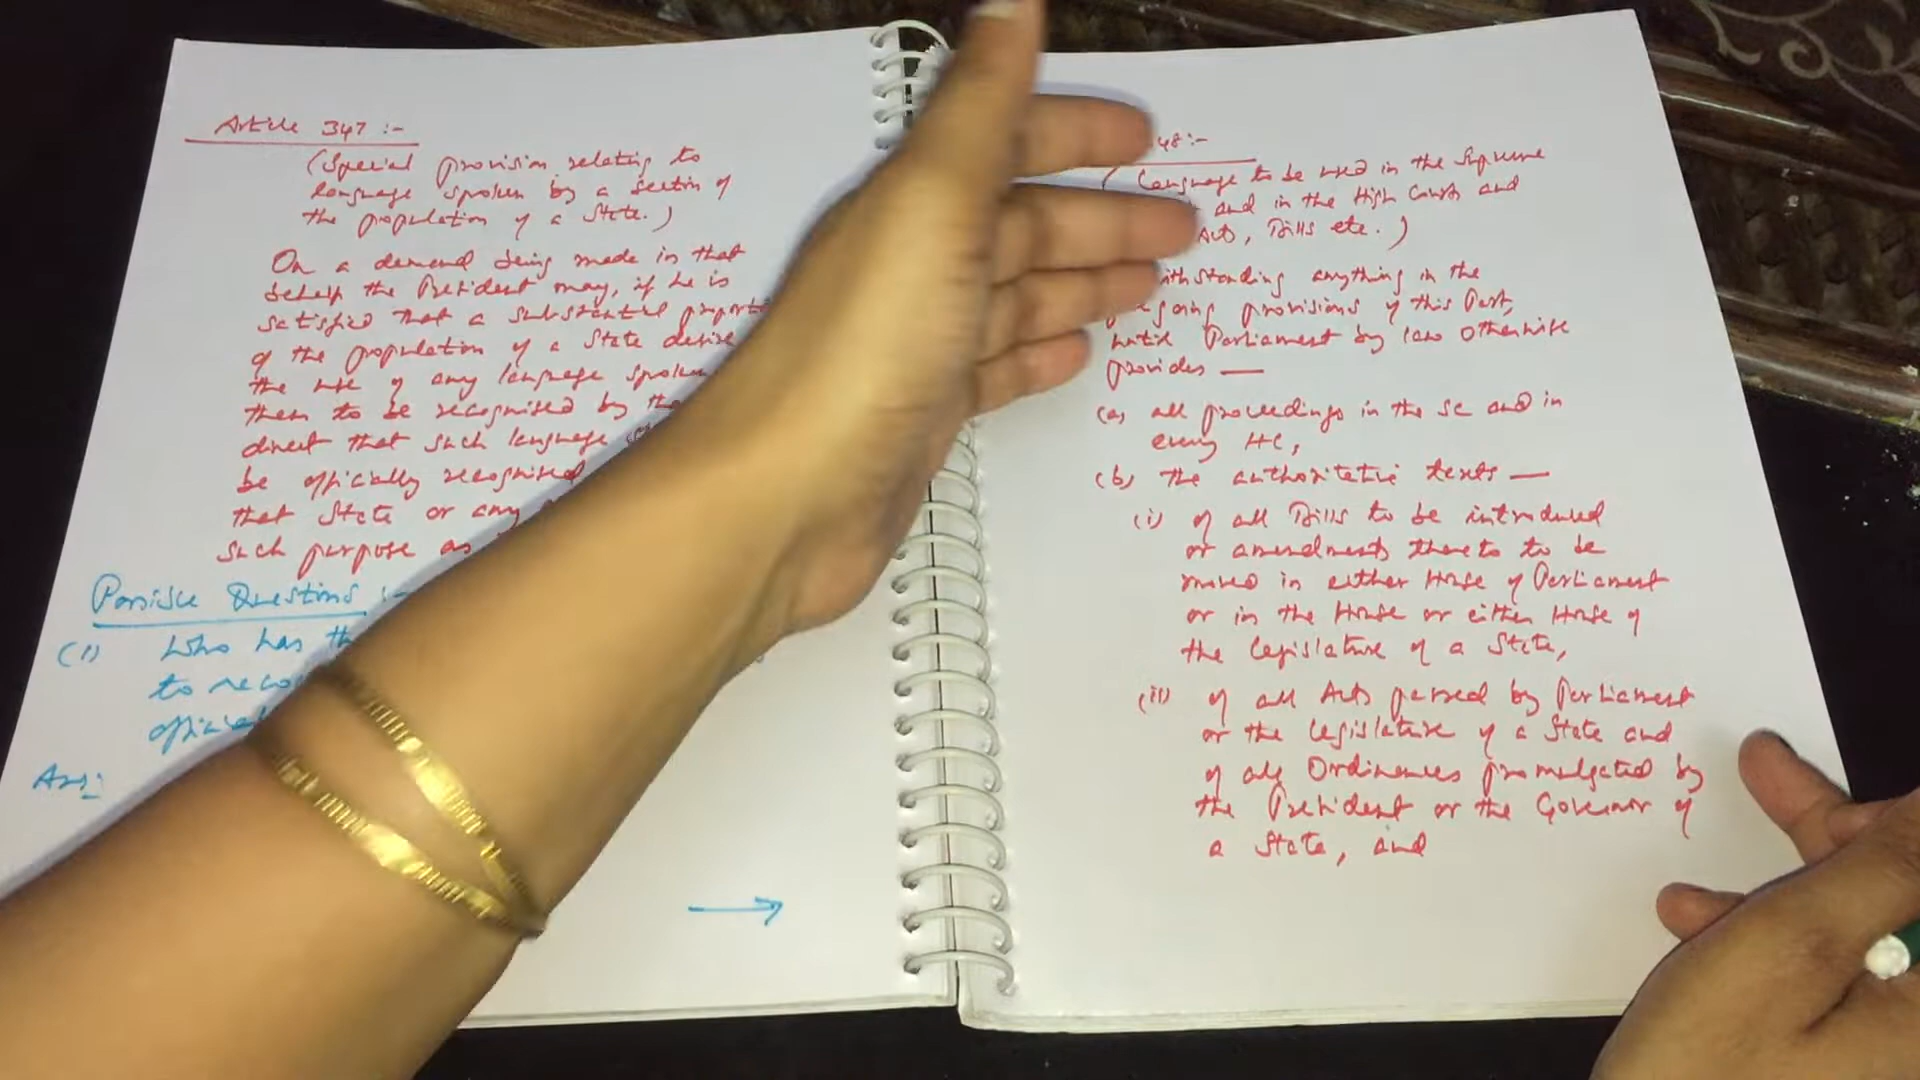 Article 347 :-
(Special provision relating to
language spoken by a section of
the population of a State.)
On a demand being made in that
behalf the President may, if he is
satisfied that a substantial proporti
of the population of a State desire
the use of any language spoken
them to be recognised by tha
direct that such language
be officially recognised
that State or any
such purpose as
Possible Questions :-
(1) Who has th
to reco
official
Ans:
48:-
(Language to be used in the Supreme
and in the High Courts and
Acts, Bills etc.)
ithstanding anything in the
going provisions of this Part,
until Parliament by law otherwise
provides —
(a) all proceedings in the SC and in
every HC,
(b) the authoritative texts —
(i) of all Bills to be introduced
or amendments thereto to be
moved in either House of Parliament
or in the House or either House of
the legislature of a State,
(ii) of all Acts passed by Parliament
or the legislature of a State and
of all Ordinances promulgated by
the President or the Governor of
a State, and